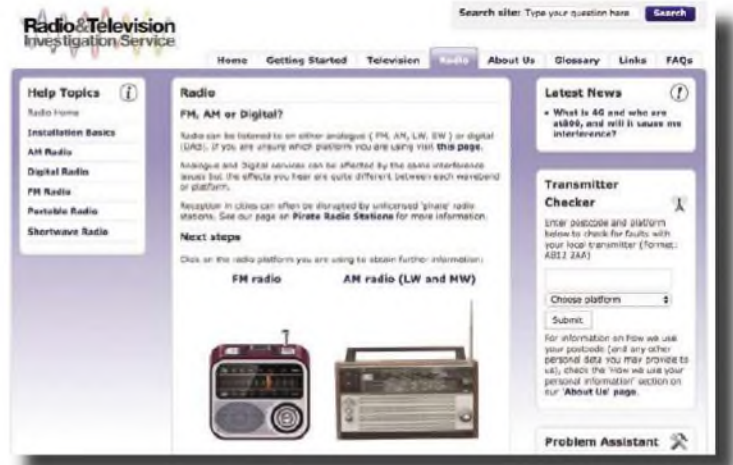 Radio&Television
Investigation Service
Search site: Type your question here Search
Home Getting Started Television Radio About Us Glossary Links FAQs
Help Topics
Radio Home
Installation Basics
AM Radio
Digital Radio
FM Radio
Portable Radio
Shortwave Radio
Radio
FM, AM or Digital?
Radio can be listened to on either analogue ( FM, AM, LW, SW ) or digital
(DAB). If you are unsure which platform you are using visit this page.
Analogue and Digital services can be affected by the same interference
issues but the effects you hear are quite different between each waveband
or platform.
Reception in cities can often be disrupted by unlicensed 'pirate' radio
stations. See our page on Pirate Radio Stations for more information.
Next steps
Click on the radio platform you are using to obtain further information:
FM radio AM radio (LW and MW)
Latest News
• What is 4G and who are
at800, and will it cause me
interference?
Transmitter
Checker
Enter postcode and platform
below to check for faults with
your local transmitter (format:
AB12 3AA)
Choose platform
Submit
For information on how we use
your postcode (and any other
personal data you may provide to
us), check the 'How we use your
personal information' section on
our 'About Us' page.
Problem Assistant